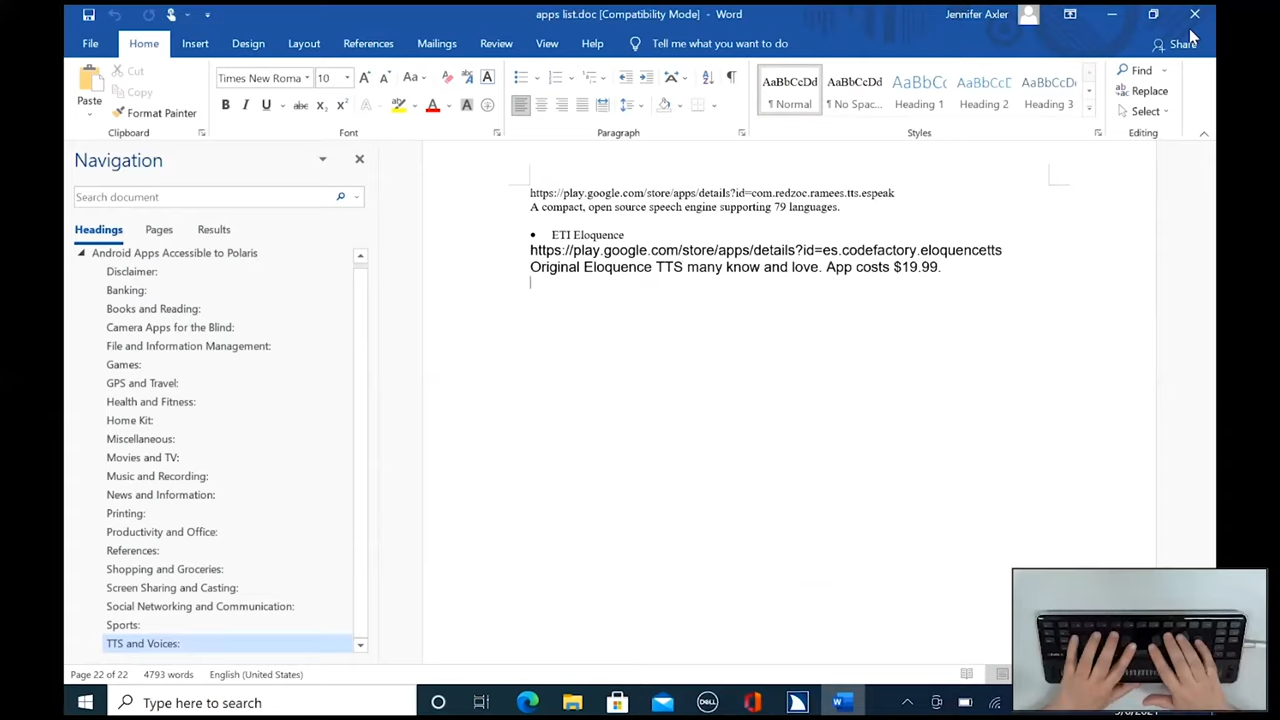 apps list.doc [Compatibility Mode] - Word
Jennifer Axler
File Home Insert Design Layout References Mailings Review View Help Tell me what you want to do
Share
Paste
Cut
Copy
Format Painter
Clipboard
Times New Roma 10
Font
Paragraph
AaBbCcDd AaBbCcDd AaBbCc AaBbCcD AaBbCcD
¶ Normal ¶ No Spac... Heading 1 Heading 2 Heading 3
Styles
Find
Replace
Select
Editing
Navigation
Search document
Headings Pages Results
Android Apps Accessible to Polaris
Disclaimer:
Banking:
Books and Reading:
Camera Apps for the Blind:
File and Information Management:
Games:
GPS and Travel:
Health and Fitness:
Home Kit:
Miscellaneous:
Movies and TV:
Music and Recording:
News and Information:
Printing:
Productivity and Office:
References:
Shopping and Groceries:
Screen Sharing and Casting:
Social Networking and Communication:
Sports:
TTS and Voices:
https://play.google.com/store/apps/details?id=com.redzoc.ramees.tts.espeak
A compact, open source speech engine supporting 79 languages.
• ETI Eloquence
https://play.google.com/store/apps/details?id=es.codefactory.eloquencetts
Original Eloquence TTS many know and love. App costs $19.99.
Page 22 of 22 4793 words English (United States)
Type here to search
DELL